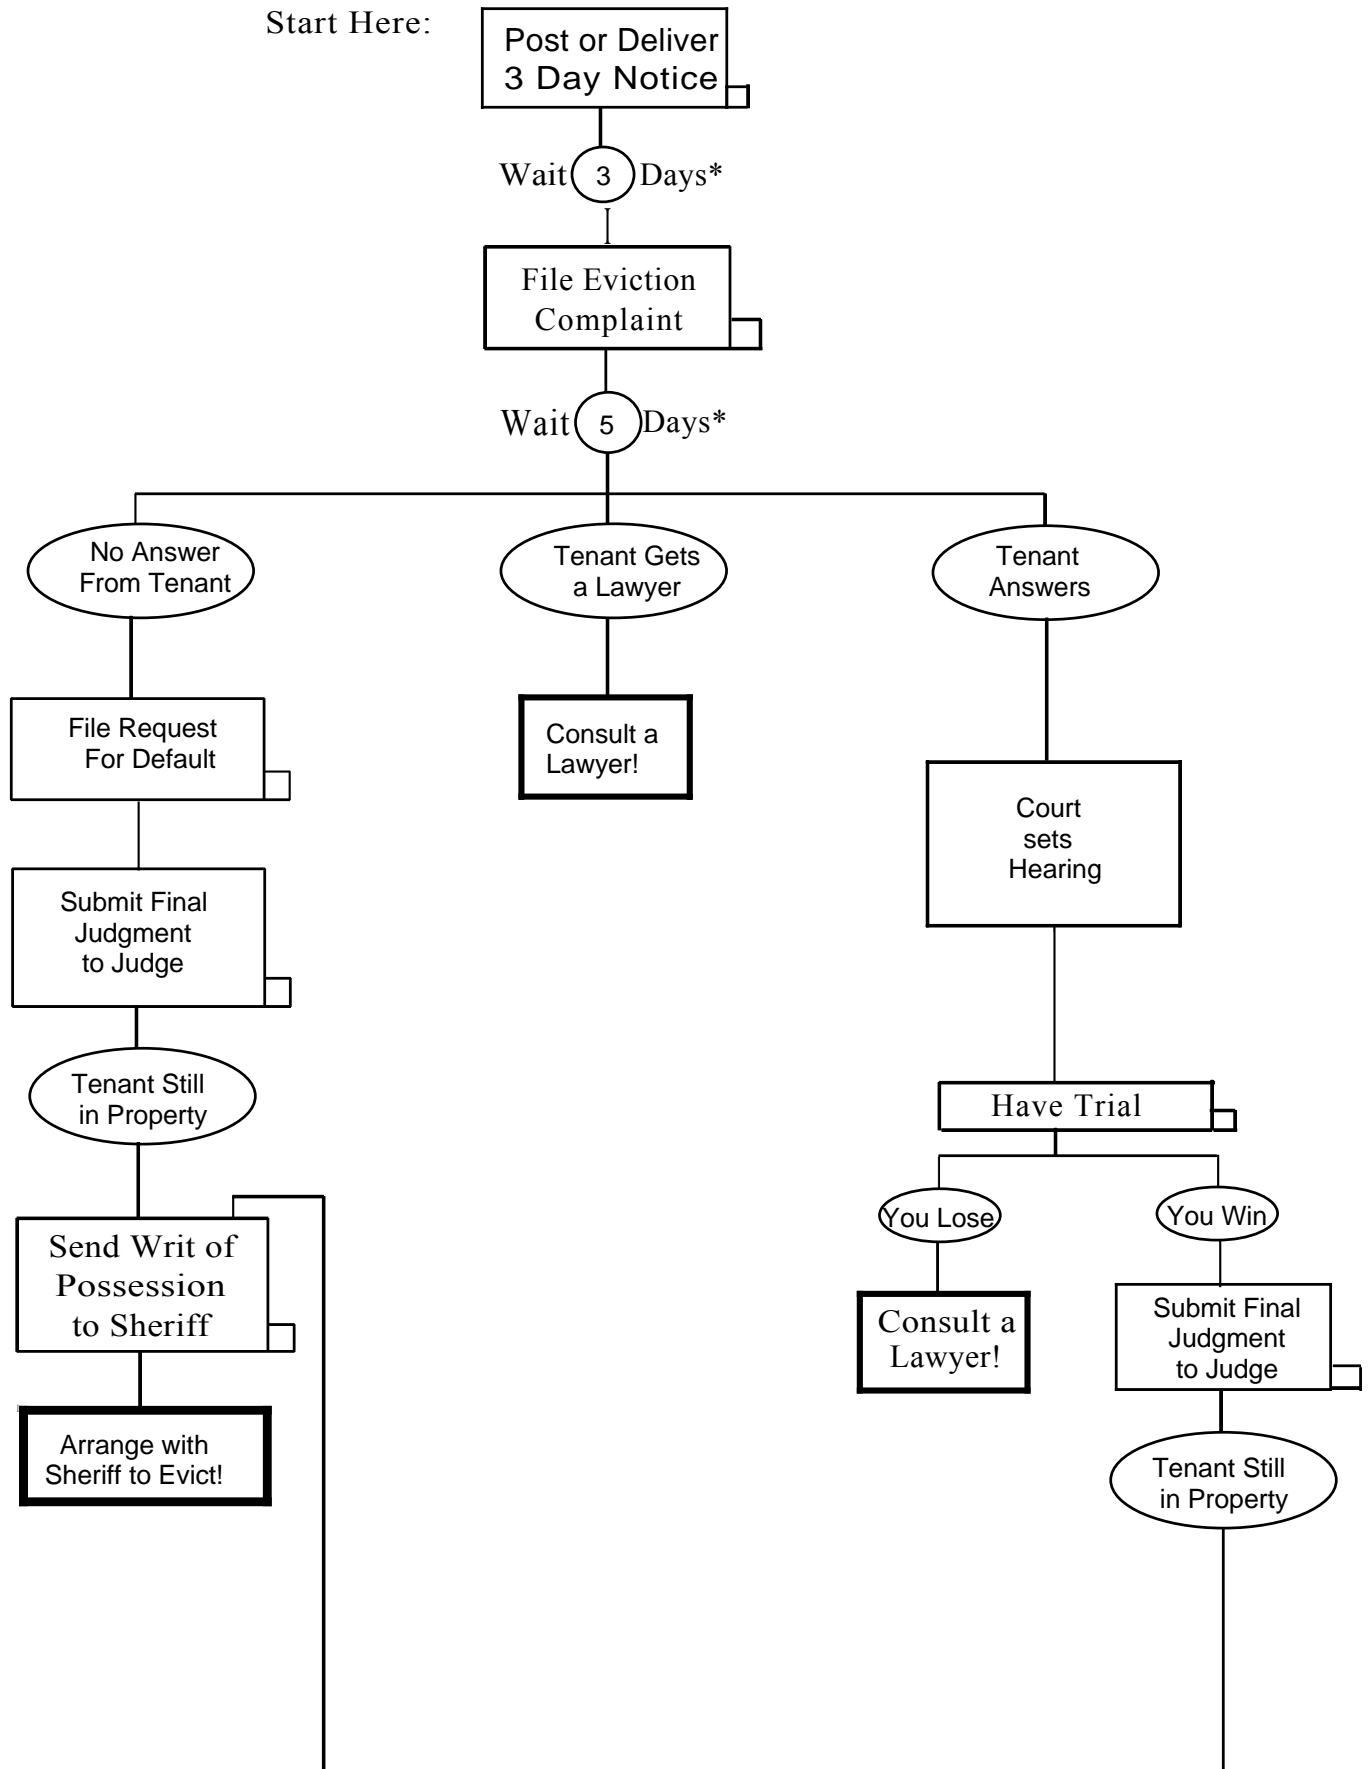 Start Here:
Post or Deliver
3 Day Notice
Wait 3 Days*
File Eviction
Complaint
Wait 5 Days*
No Answer
From Tenant
Tenant Gets
a Lawyer
Tenant
Answers
File Request
For Default
Consult a
Lawyer!
Court
sets
Hearing
Submit Final
Judgment
to Judge
Tenant Still
in Property
Have Trial
You Lose
You Win
Send Writ of
Possession
to Sheriff
Consult a
Lawyer!
Submit Final
Judgment
to Judge
Arrange with
Sheriff to Evict!
Tenant Still
in Property